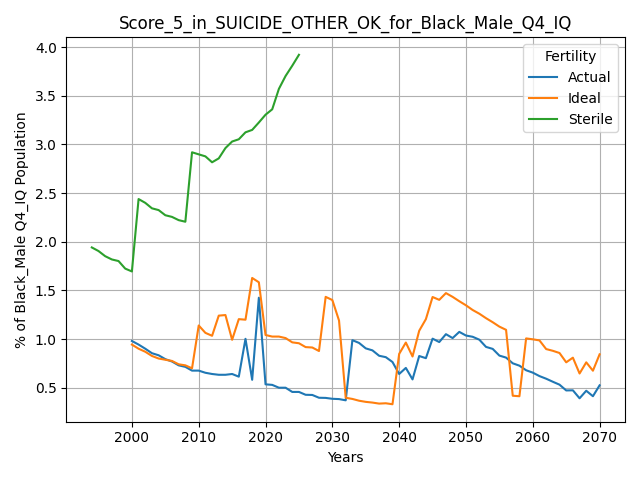 Score_5_in_SUICIDE_OTHER_OK_for_Black_Male_Q4_IQ
% of Black_Male Q4_IQ Population
4.0
3.5
3.0
2.5
2.0
1.5
1.0
0.5
Fertility
Actual
Ideal
Sterile
2000 2010 2020 2030 2040 2050 2060 2070
Years